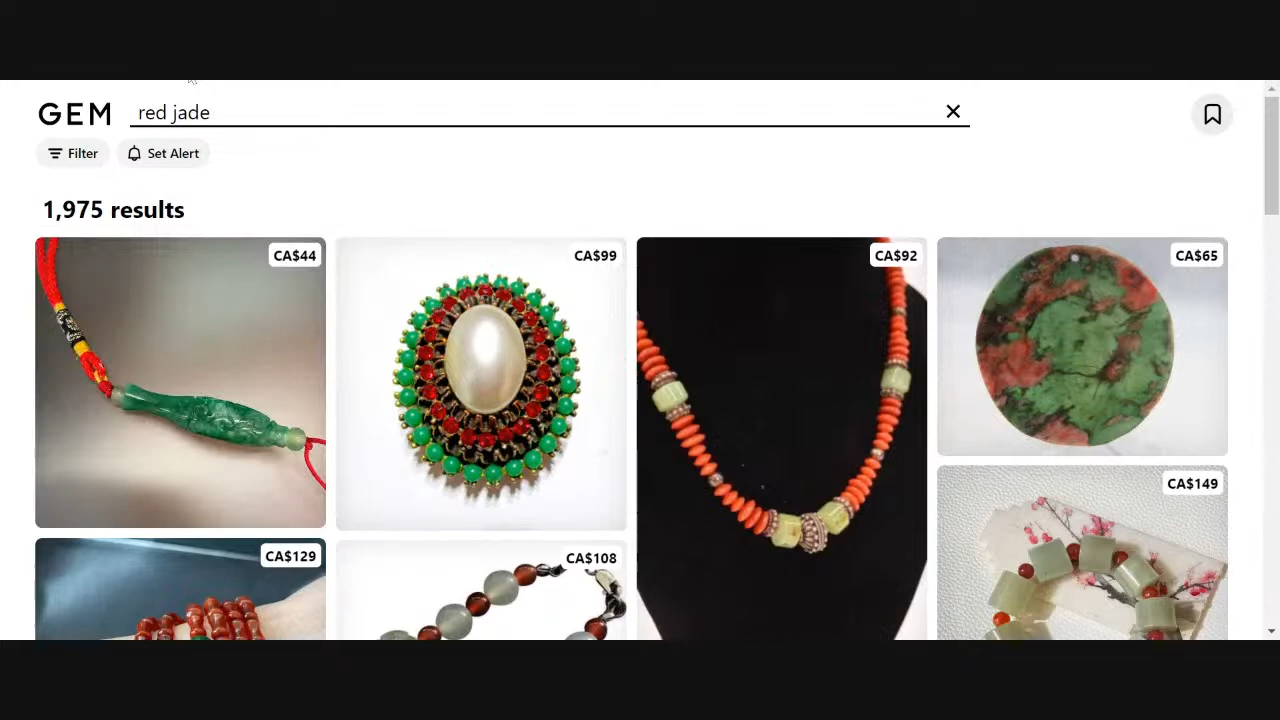 GEM
red jade
Filter
Set Alert
1,975 results
CA$44
CA$99
CA$92
CA$65
CA$149
CA$129
CA$108